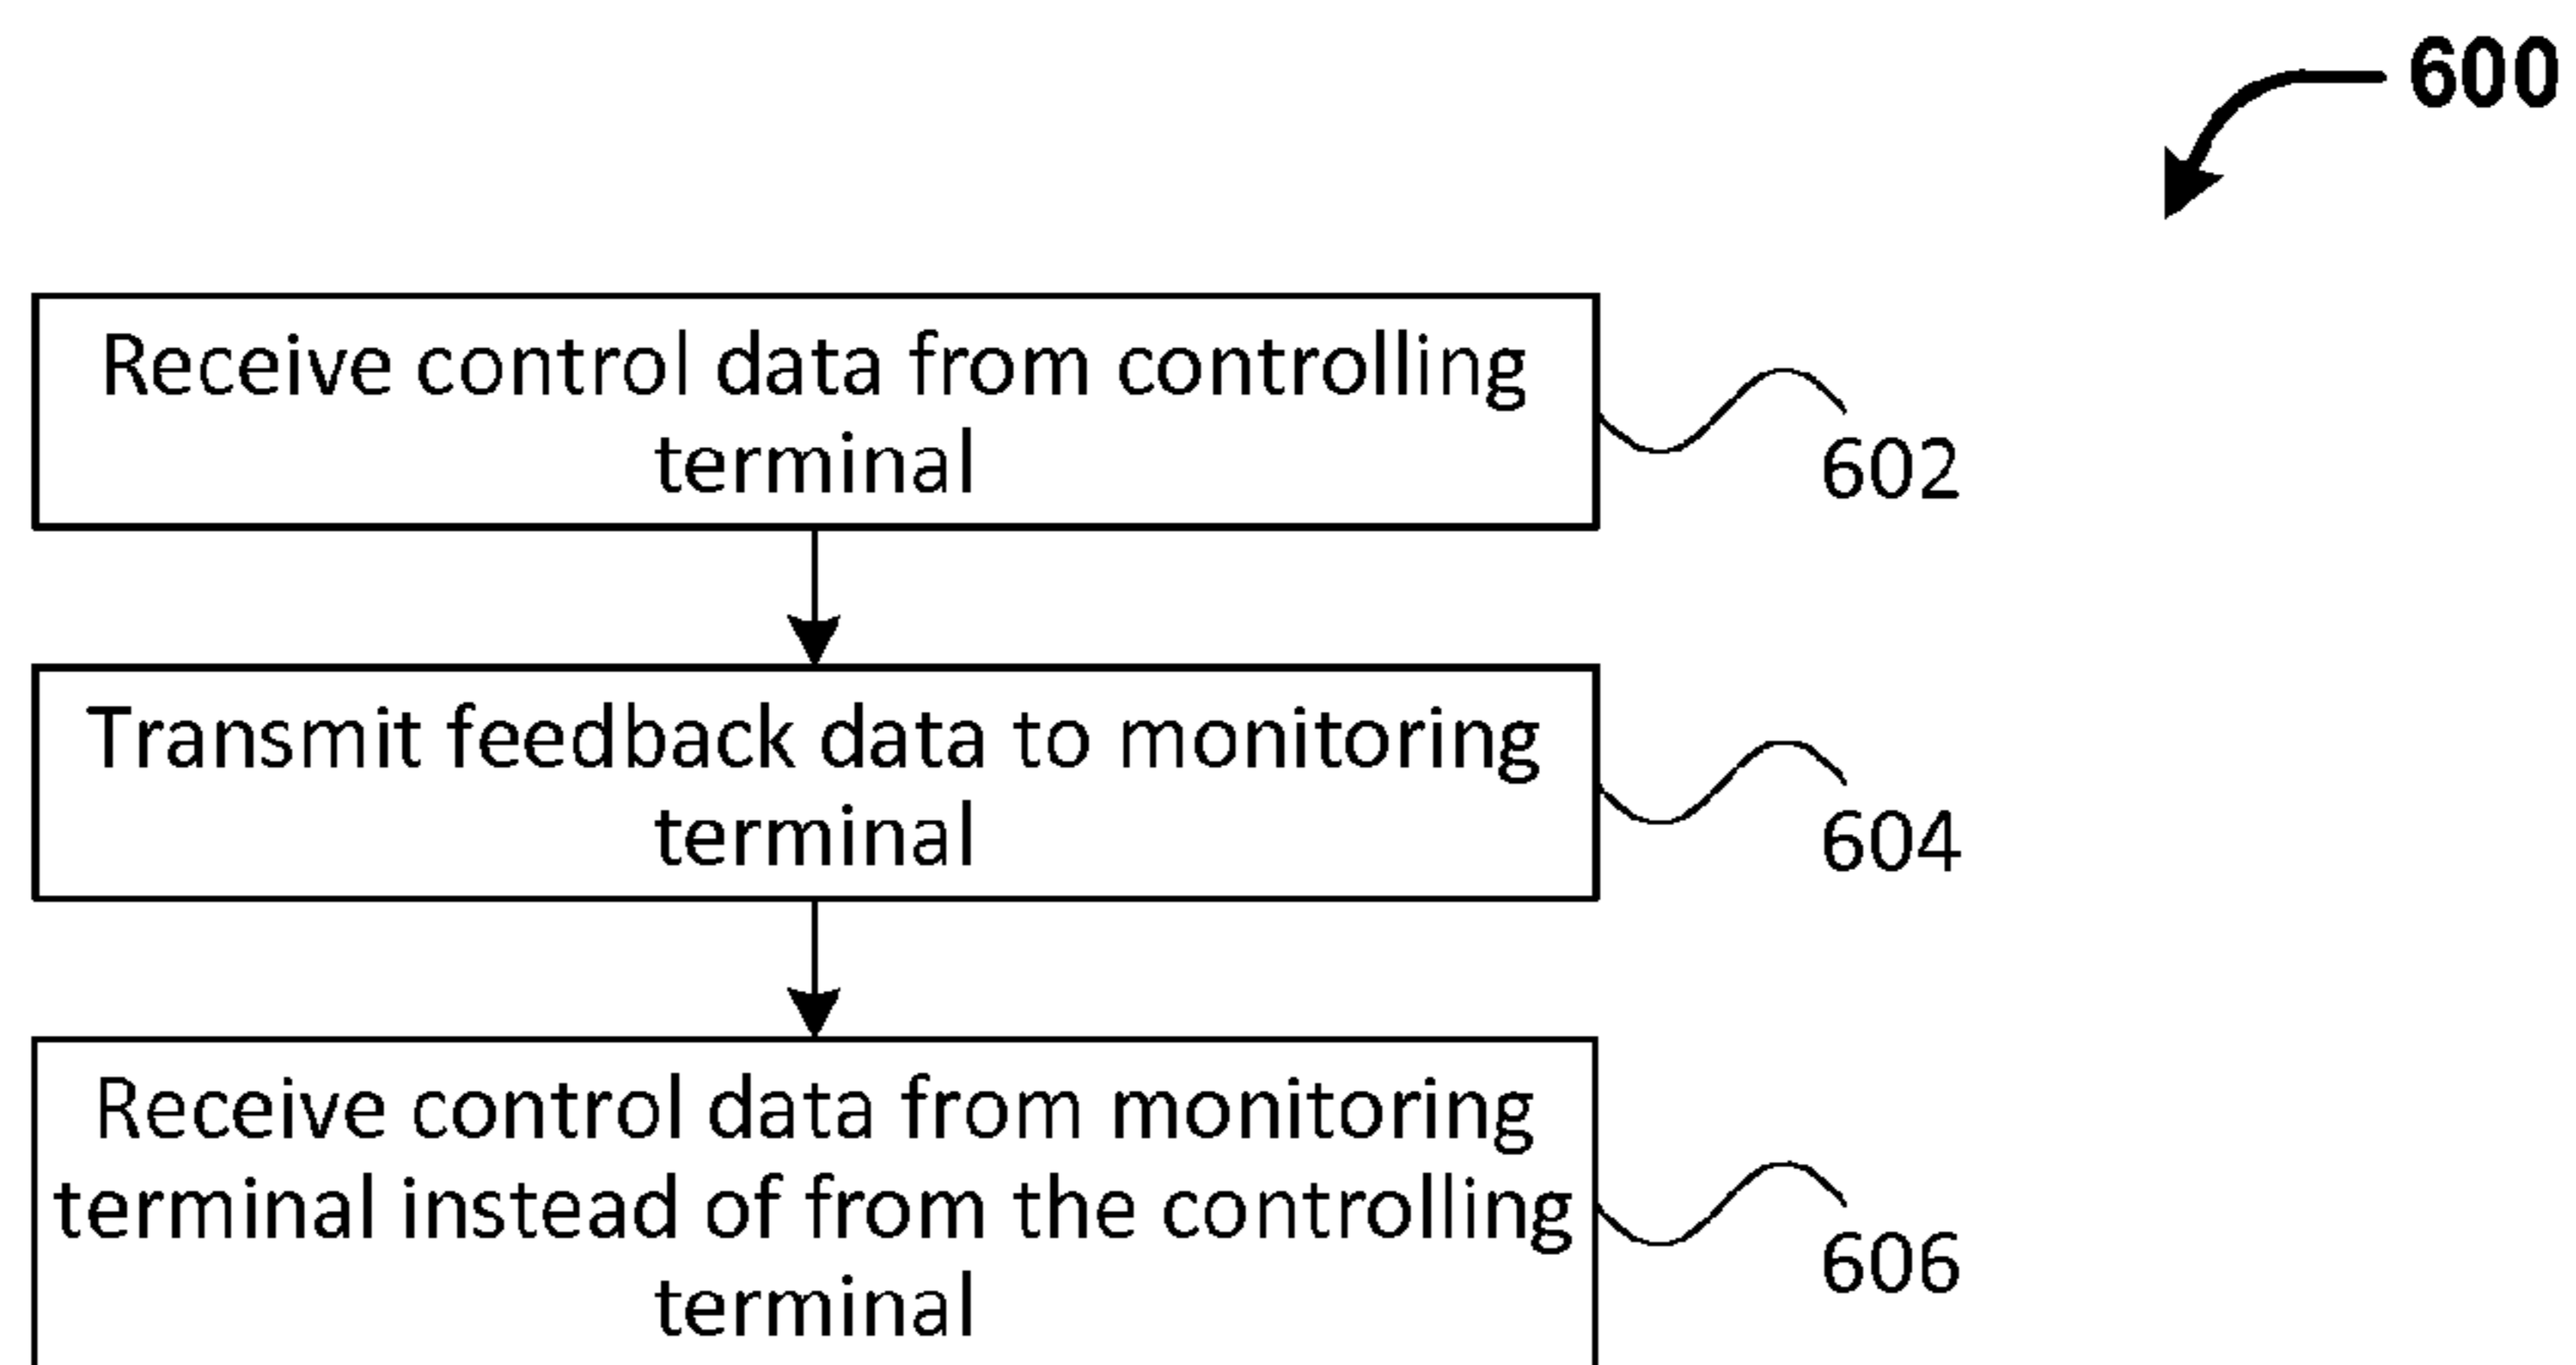 600
Receive control data from controlling
terminal
602
Transmit feedback data to monitoring
terminal
604
Receive control data from monitoring
terminal instead of from the controlling
terminal
606